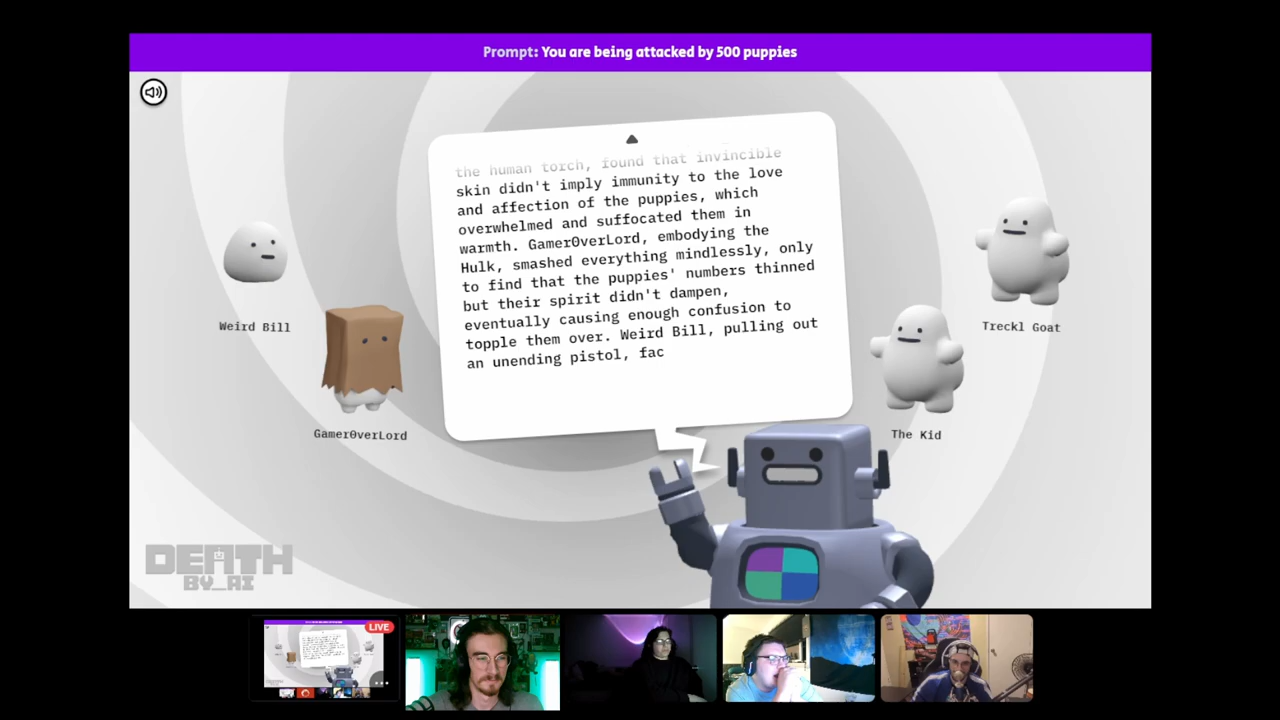 Prompt: You are being attacked by 500 puppies
the human torch, found that invincible
skin didn't imply immunity to the love
and affection of the puppies, which
overwhelmed and suffocated them in
warmth. Gamer0verLord, embodying the
Hulk, smashed everything mindlessly, only
to find that the puppies' numbers thinned
but their spirit didn't dampen,
eventually causing enough confusion to
topple them over. Weird Bill, pulling out
an unending pistol, fac
Weird Bill
Treckl Goat
Gamer0verLord
The Kid
DEATH
BY_AI
LIVE